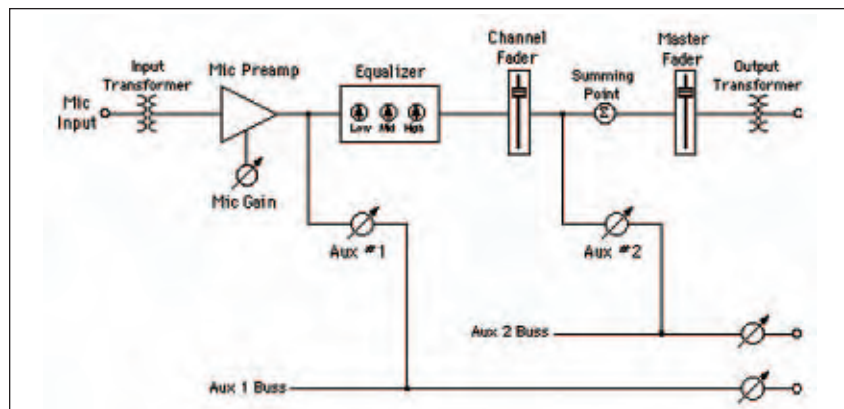 Channel
Fader
Master
Fader
Input
Transformer
Mic Preamp
Equalizer
Summing
Point
Output
Transformer
Mic
Input
Low Mid High
Σ
Mic Gain
Aux #1
Aux #2
Aux 2 Buss
Aux 1 Buss